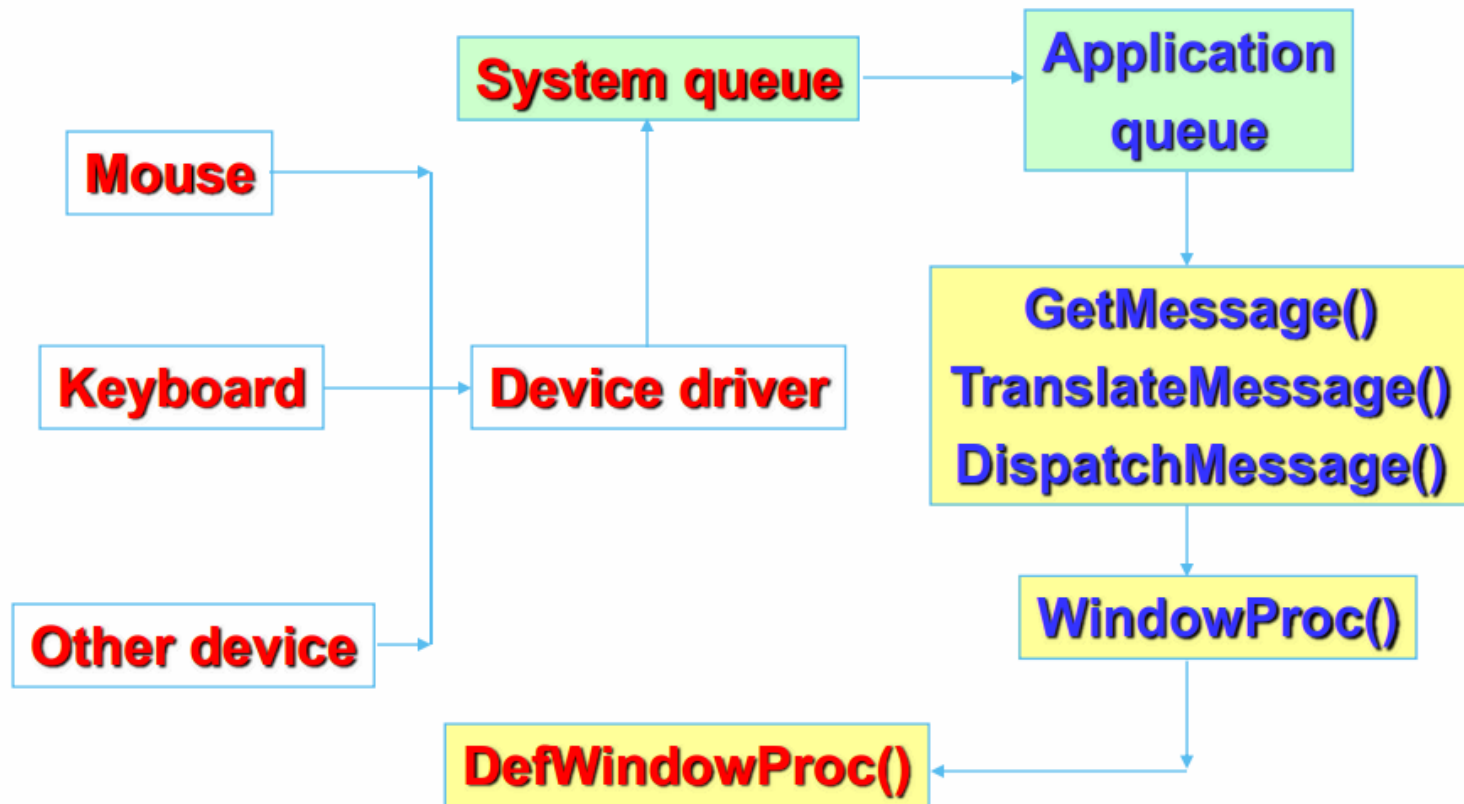 System queue
Application
queue
Mouse
Keyboard
Device driver
GetMessage()
TranslateMessage()
DispatchMessage()
Other device
WindowProc()
DefWindowProc()